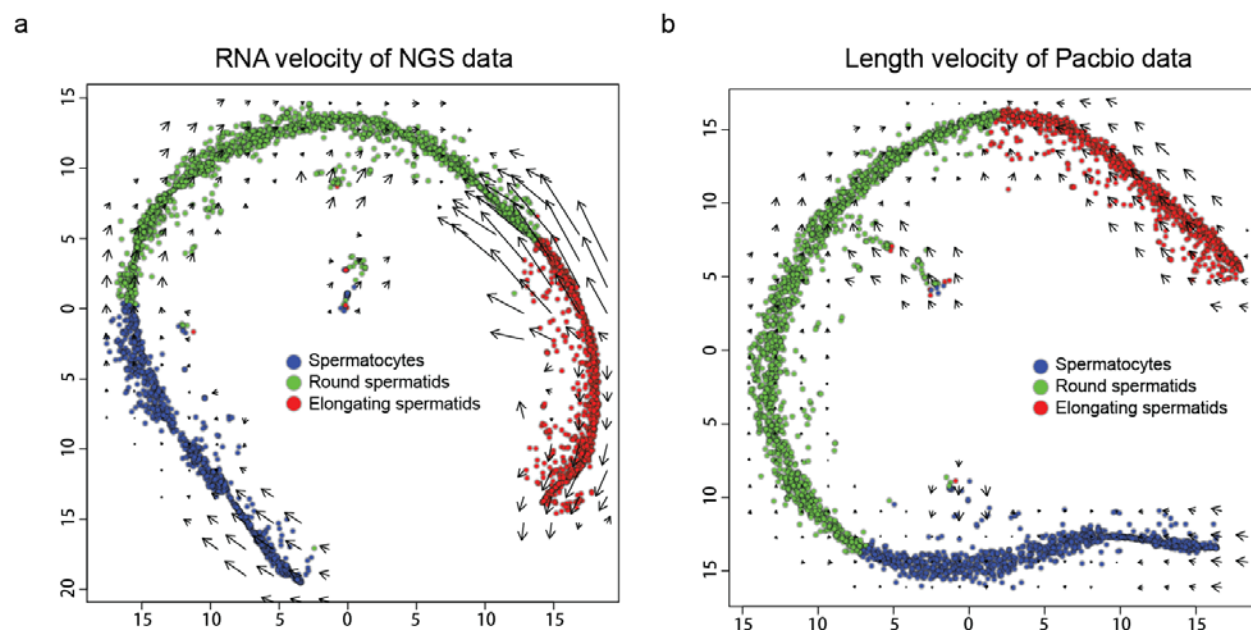 a
RNA velocity of NGS data
15
10
5
0
5
10
15
20
15 10 5 0 5 10 15
Spermatocytes
Round spermatids
Elongating spermatids
b
Length velocity of Pacbio data
15
10
5
0
5
10
15
15 10 5 0 5 10 15
Spermatocytes
Round spermatids
Elongating spermatids